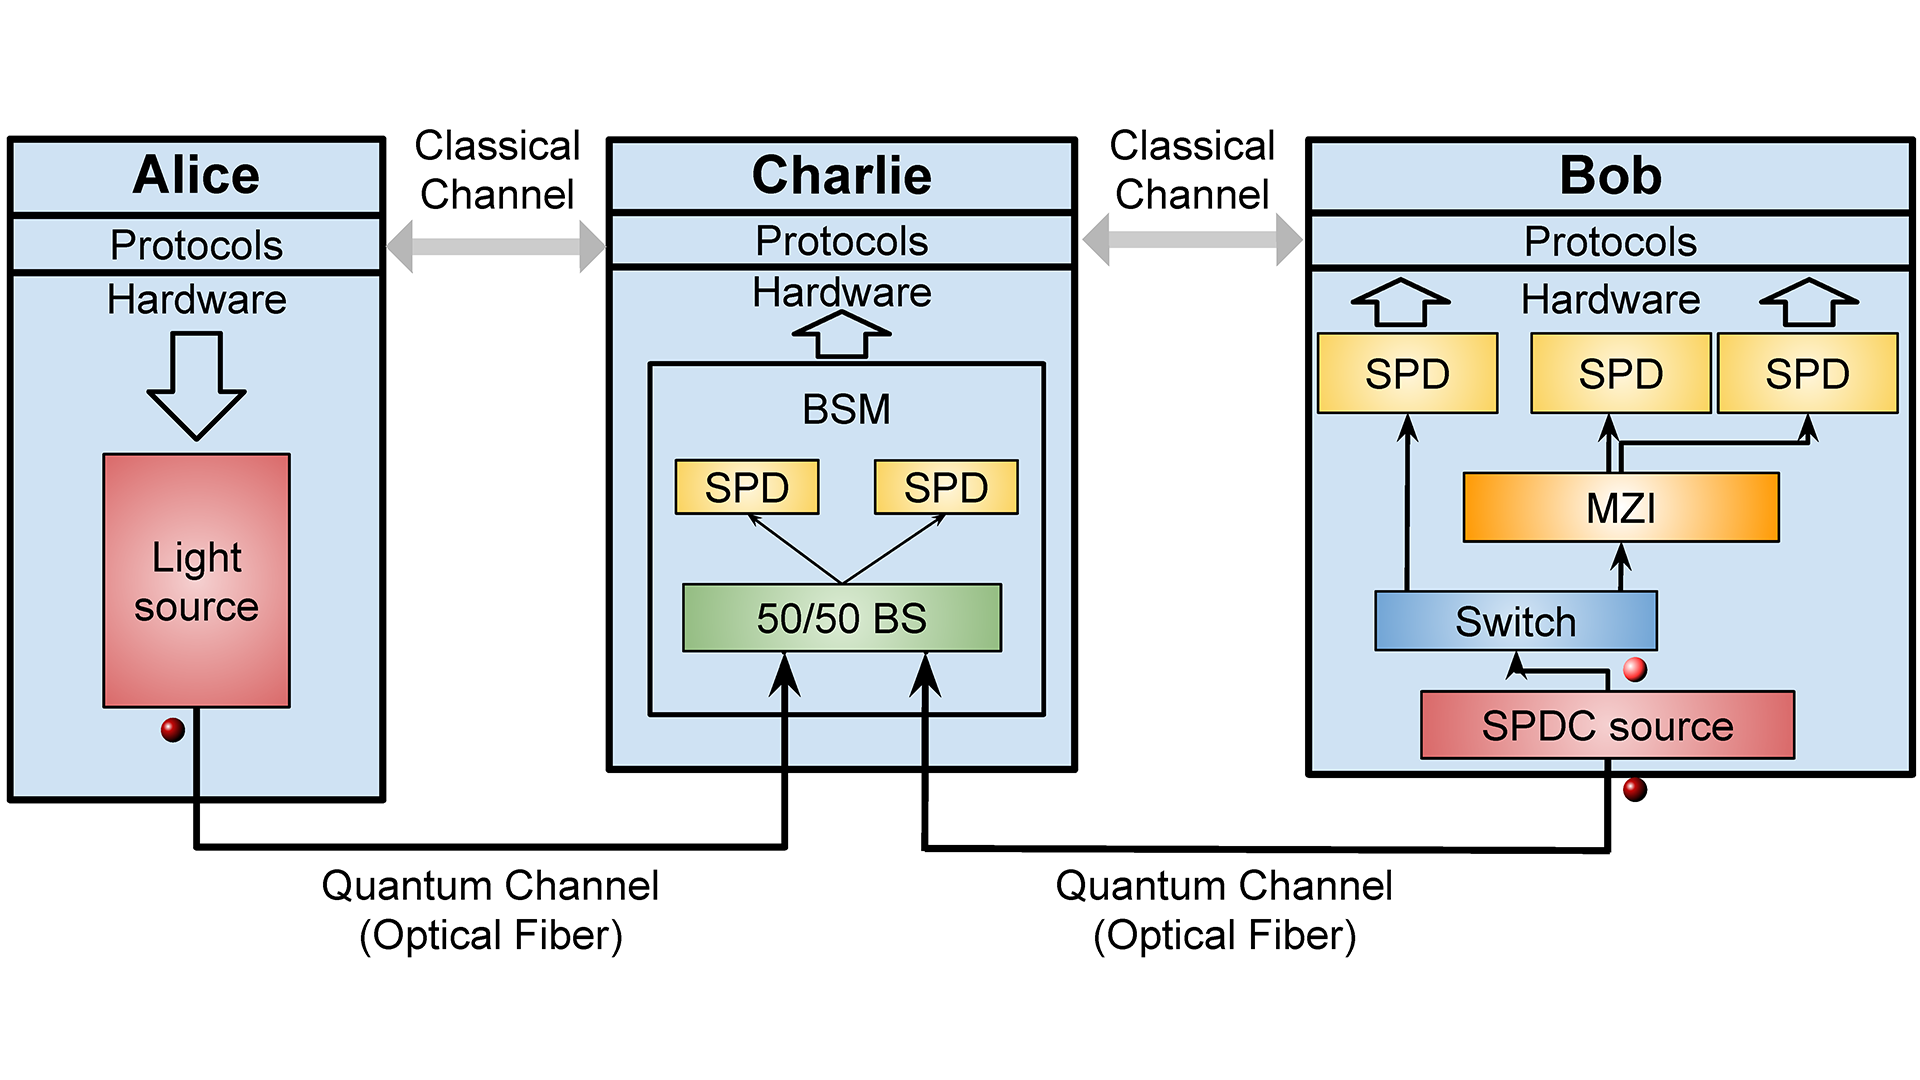 Alice
Protocols
Hardware
Light
source
Classical
Channel
Charlie
Protocols
Hardware
BSM
SPD
SPD
50/50 BS
Classical
Channel
Bob
Protocols
Hardware
SPD
SPD
SPD
MZI
Switch
SPDC source
Quantum Channel
(Optical Fiber)
Quantum Channel
(Optical Fiber)